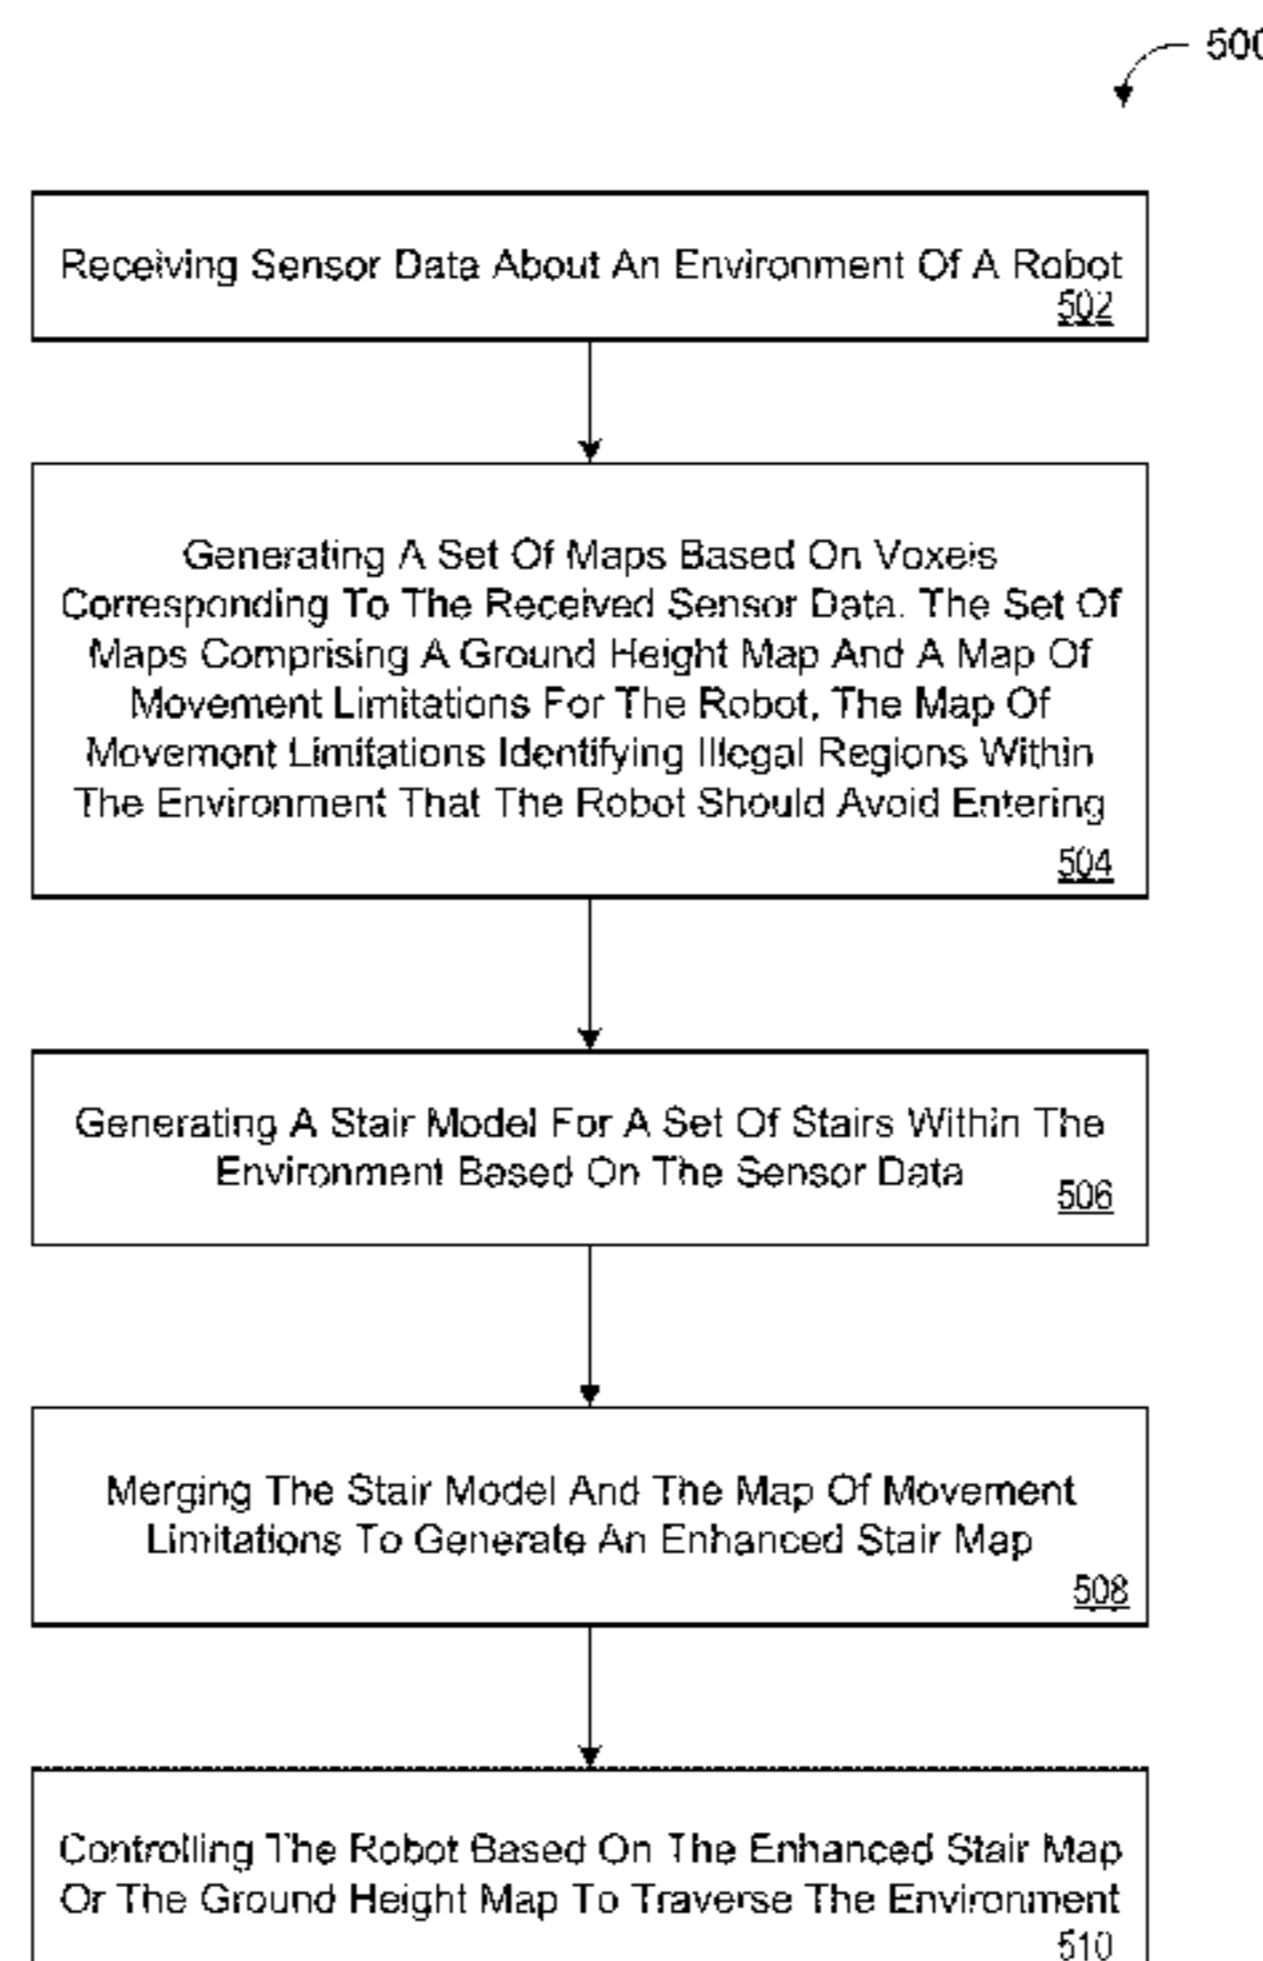 500
Receiving Sensor Data About An Environment Of A Robot
502
Generating A Set Of Maps Based On Voxels
Corresponding To The Received Sensor Data. The Set Of
Maps Comprising A Ground Height Map And A Map Of
Movement Limitations For The Robot, The Map Of
Movement Limitations Identifying Illegal Regions Within
The Environment That The Robot Should Avoid Entering
504
Generating A Stair Model For A Set Of Stairs Within The
Environment Based On The Sensor Data
506
Merging The Stair Model And The Map Of Movement
Limitations To Generate An Enhanced Stair Map
508
Controlling The Robot Based On The Enhanced Stair Map
Or The Ground Height Map To Traverse The Environment
510